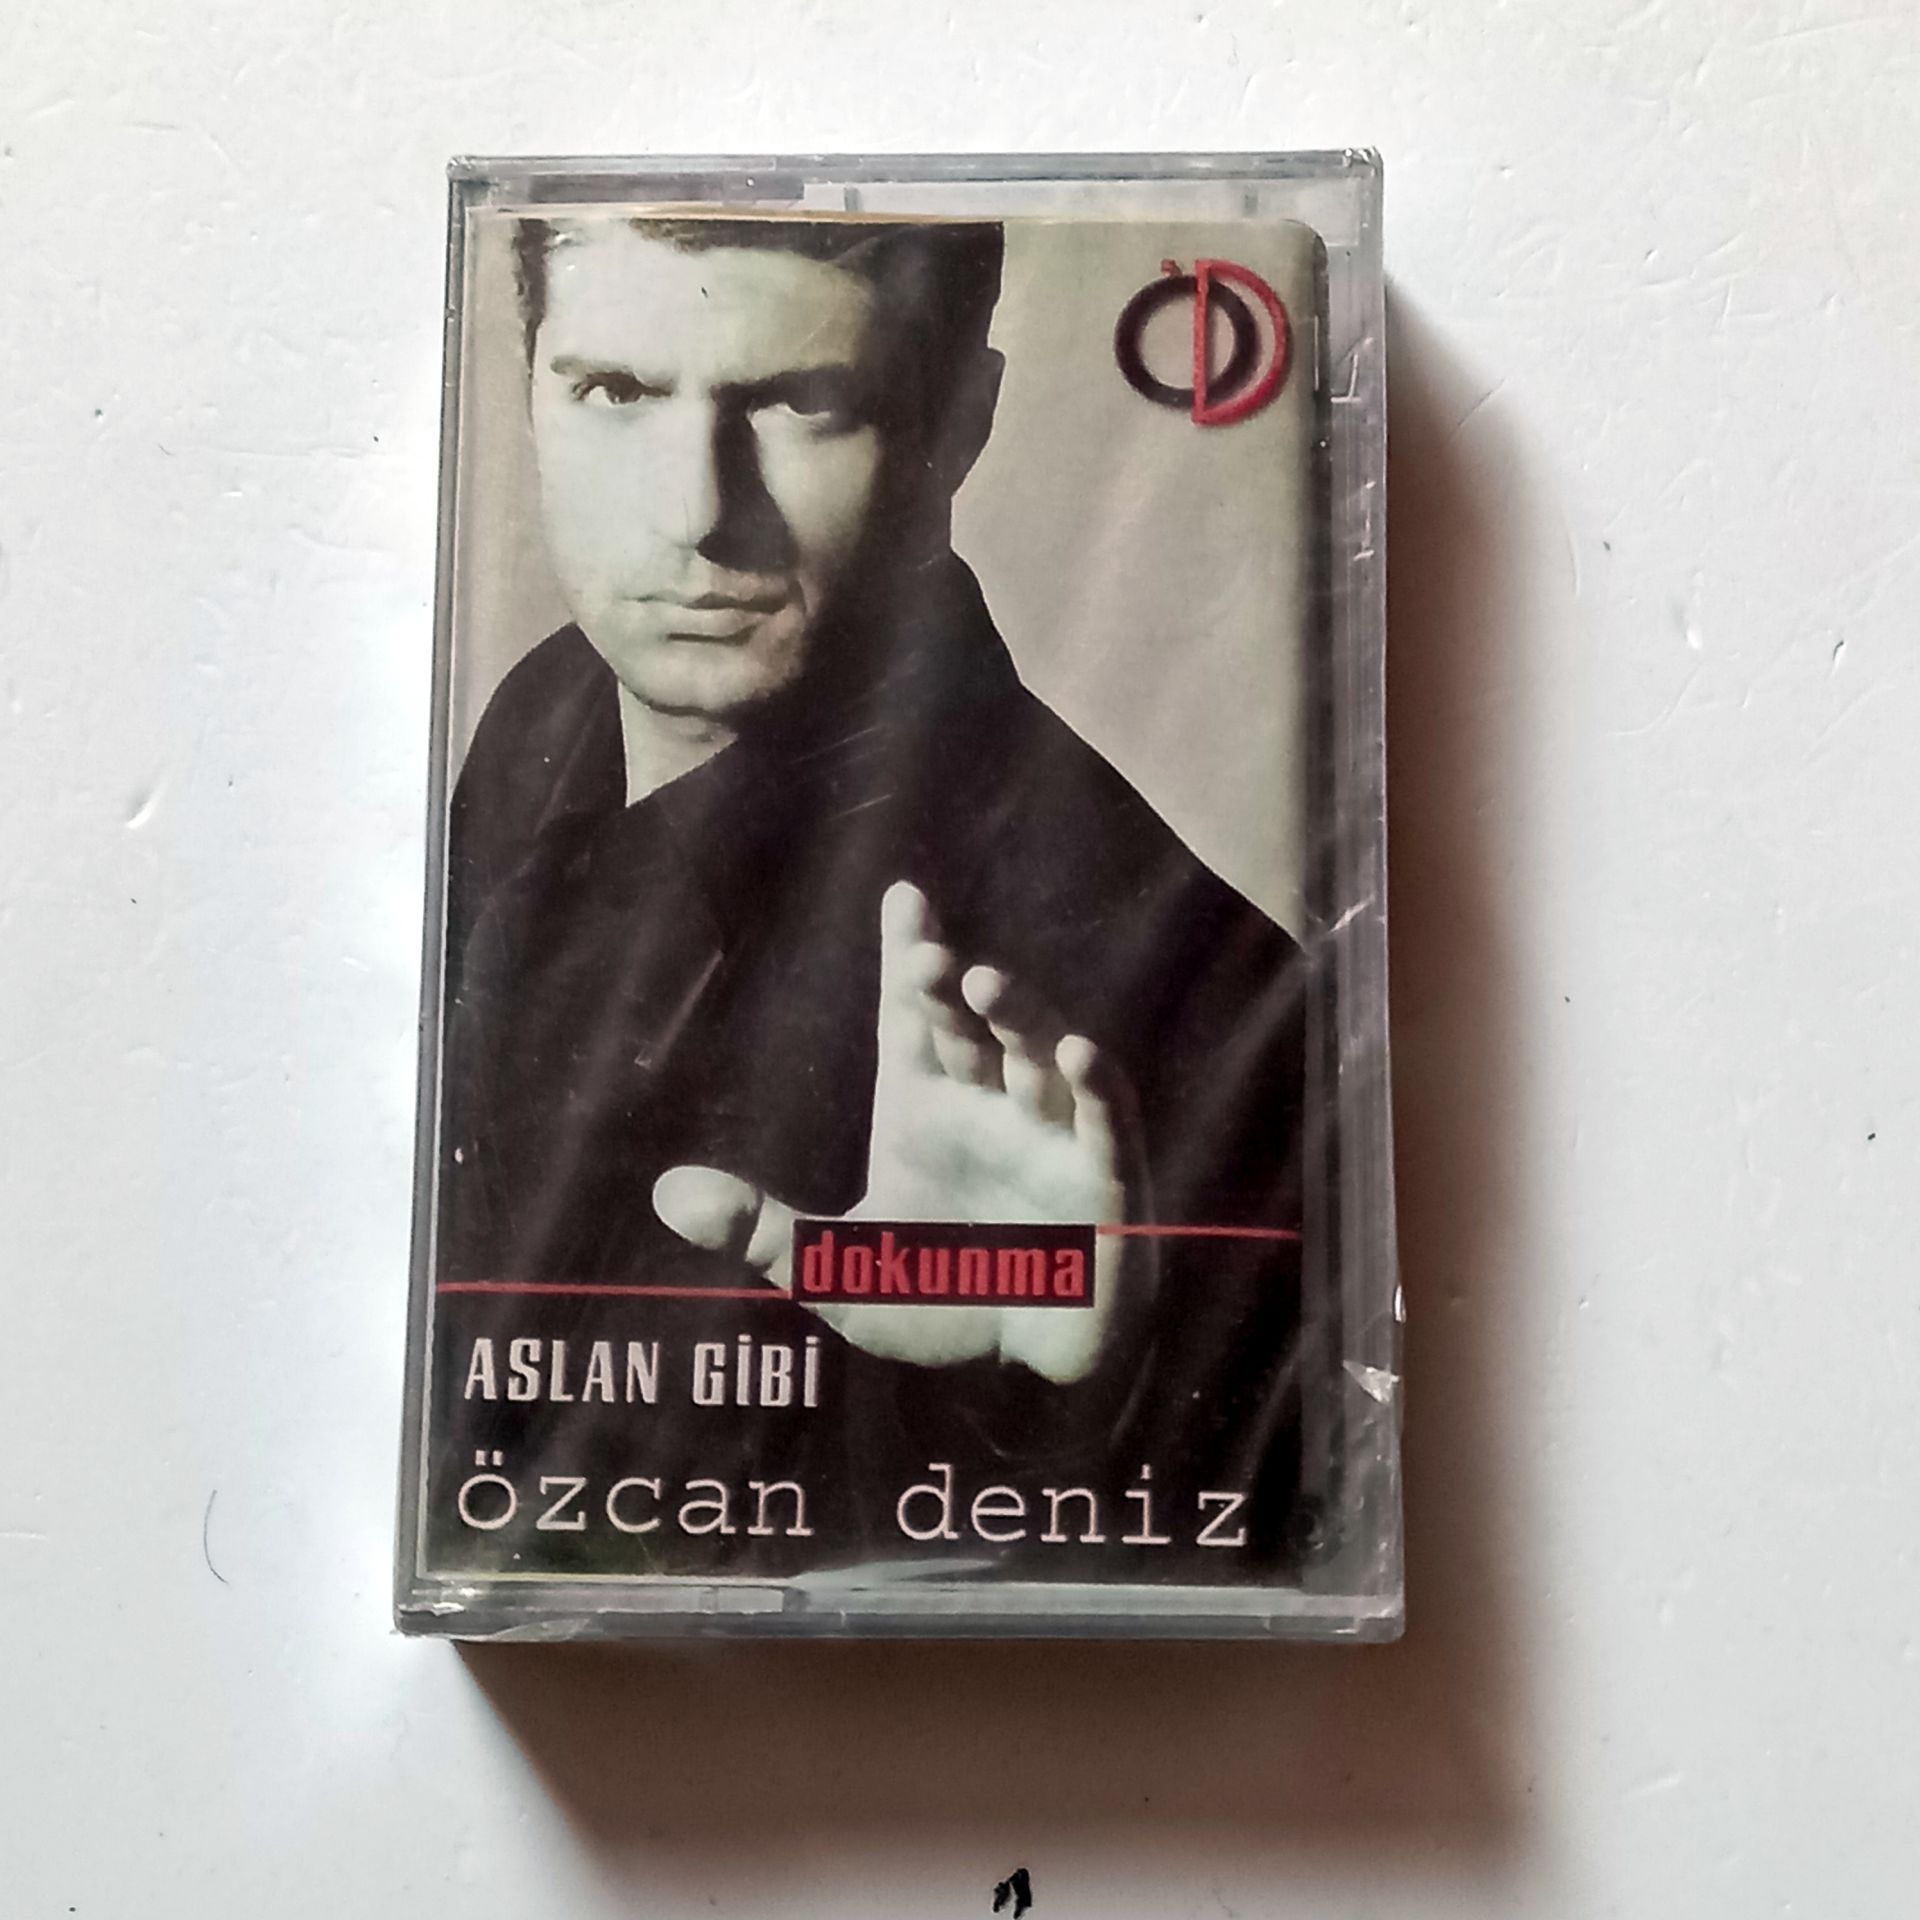 ÖD
dokunma
ASLAN GİBİ
özcan deniz